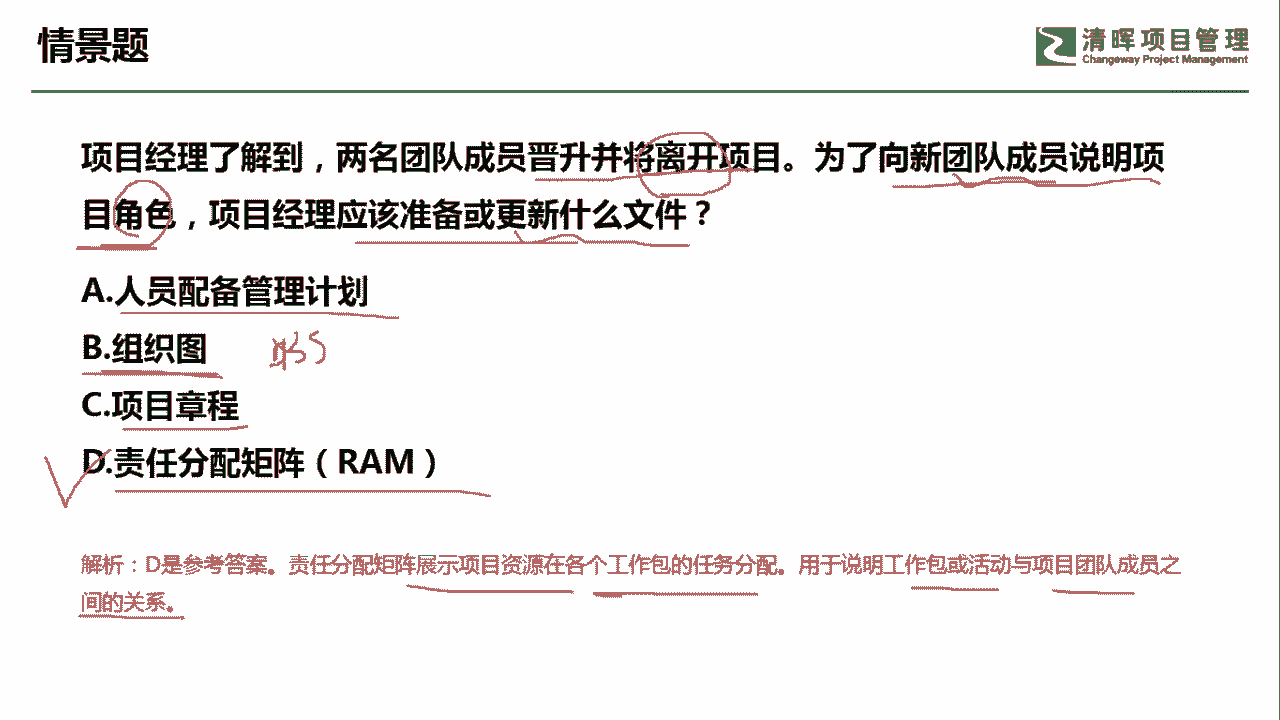 情景题
清晖项目管理
Changeway Project Management
项目经理了解到，两名团队成员晋升并将离开项目。为了向新团队成员说明项
目角色，项目经理应该准备或更新什么文件？
A.人员配备管理计划
B.组织图
C.项目章程
D.责任分配矩阵（RAM）
解析：D是参考答案。责任分配矩阵展示项目资源在各个工作包的任务分配。用于说明工作包或活动与项目团队成员之
间的关系。